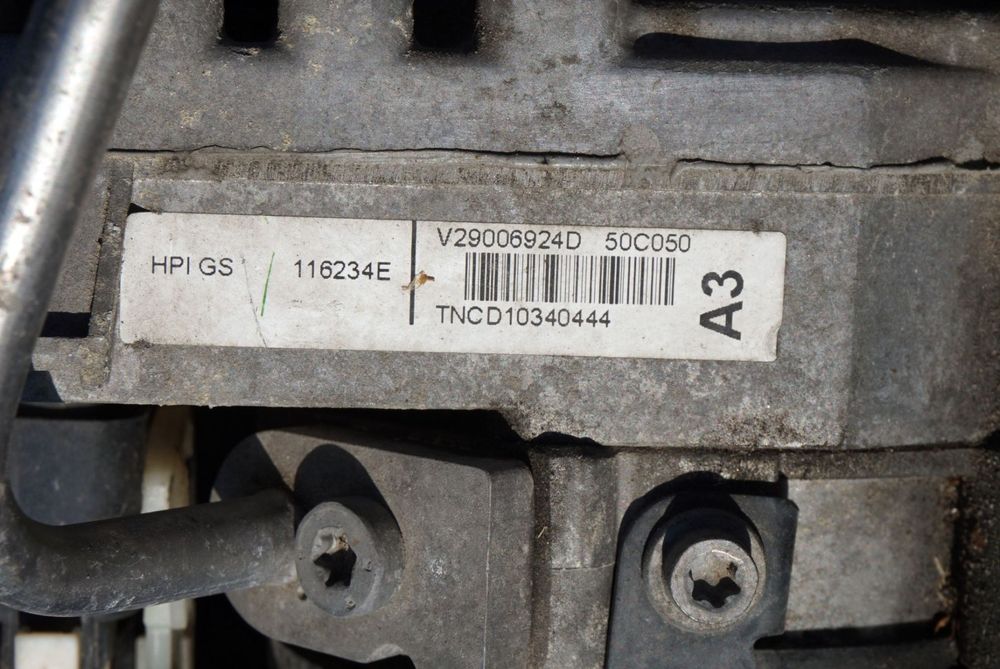 HPI GS 116234E
V29006924D 50C050
TNCD10340444
A3